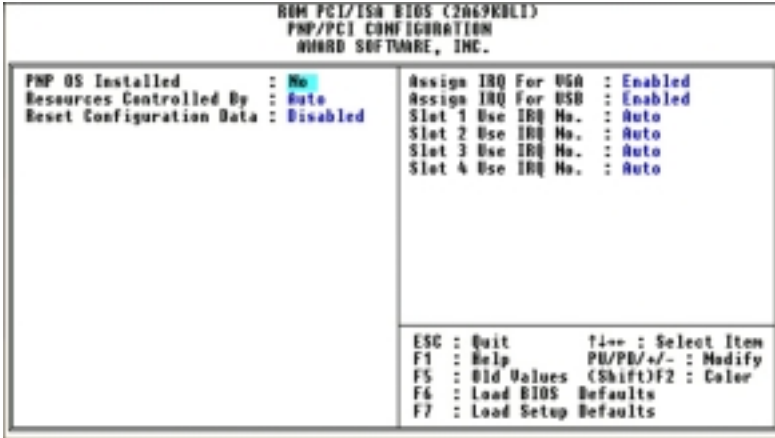 ROM PCI/ISA BIOS (2A69KDLI)
PNP/PCI CONFIGURATION
AWARD SOFTWARE, INC.
PNP OS Installed : No
Resources Controlled By : Auto
Reset Configuration Data : Disabled
Assign IRQ For VGA : Enabled
Assign IRQ For USB : Enabled
Slot 1 Use IRQ No. : Auto
Slot 2 Use IRQ No. : Auto
Slot 3 Use IRQ No. : Auto
Slot 4 Use IRQ No. : Auto
ESC : Quit ↑↓→← : Select Item
F1 : Help PU/PD/+/- : Modify
F5 : Old Values (Shift)F2 : Color
F6 : Load BIOS Defaults
F7 : Load Setup Defaults